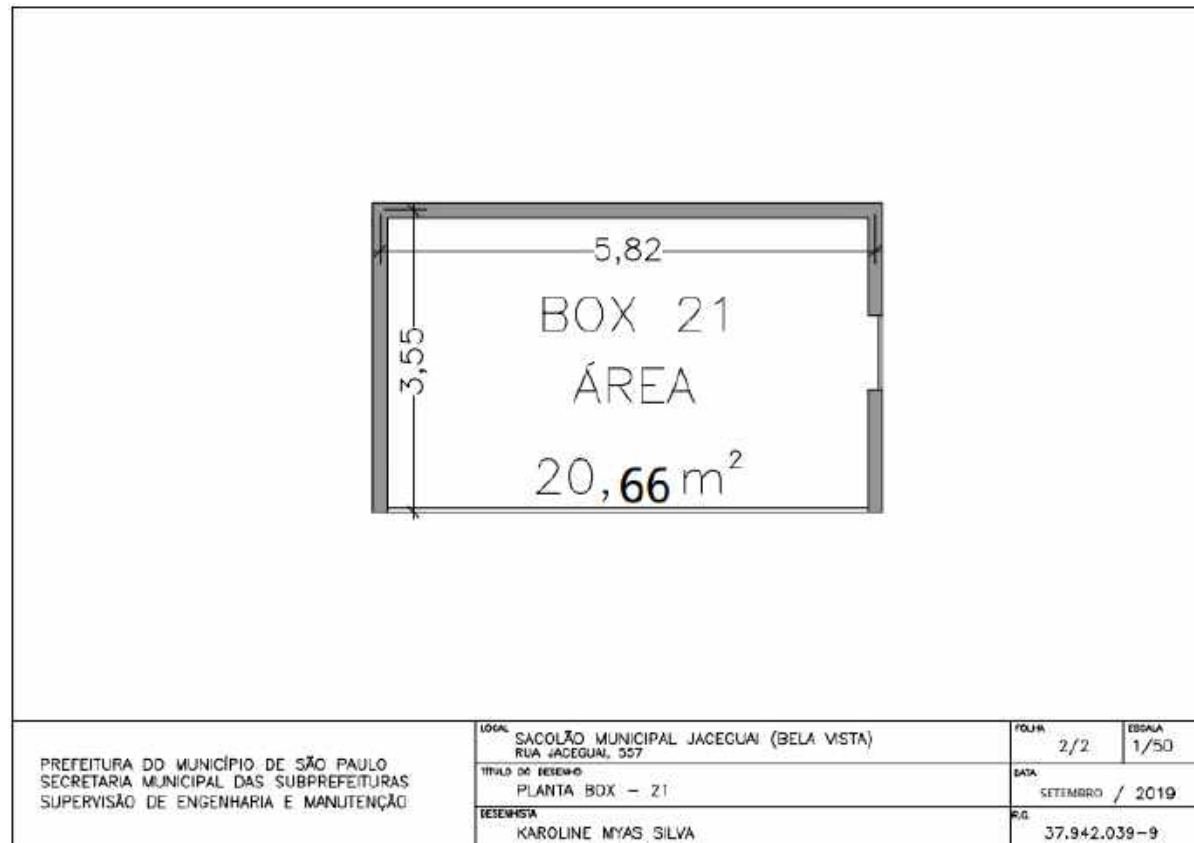 5,82
3,55
BOX 21
ÁREA
20,66 m²
PREFEITURA DO MUNICÍPIO DE SÃO PAULO
SECRETARIA MUNICIPAL DAS SUBPREFEITURAS
SUPERVISÃO DE ENGENHARIA E MANUTENÇÃO
LOCAL
SACOLÃO MUNICIPAL JACEGUAI (BELA VISTA)
RUA JACEGUAI, 557
TÍTULO DO DESENHO
PLANTA BOX – 21
DESENHISTA
KAROLINE MYAS SILVA
FOLHA
2/2
ESCALA
1/50
DATA
SETEMBRO / 2019
R.G.
37.942.039-9